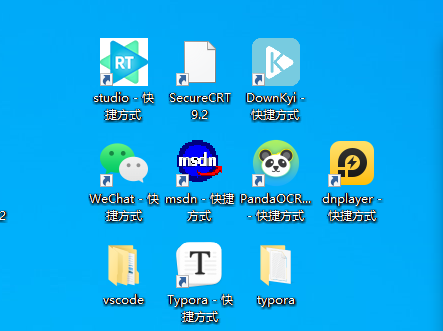 RT
studio - 快
捷方式
SecureCRT
9.2
DownKyi -
快捷方式
msdn
WeChat - 快
捷方式
msdn - 快捷
方式
PandaOCR...
- 快捷方式
dnplayer -
快捷方式
2
T
vscode
Typora - 快
捷方式
typora